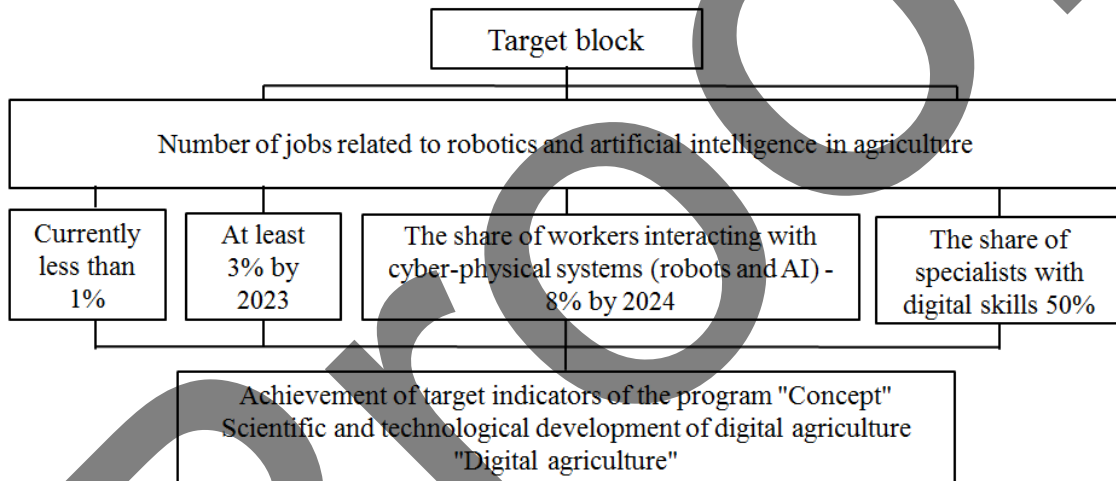 Target block
Number of jobs related to robotics and artificial intelligence in agriculture
Currently
less than
1%
At least
3% by
2023
The share of workers interacting with
cyber-physical systems (robots and AI) -
8% by 2024
The share of
specialists with
digital skills 50%
Achievement of target indicators of the program "Concept"
Scientific and technological development of digital agriculture
"Digital agriculture"